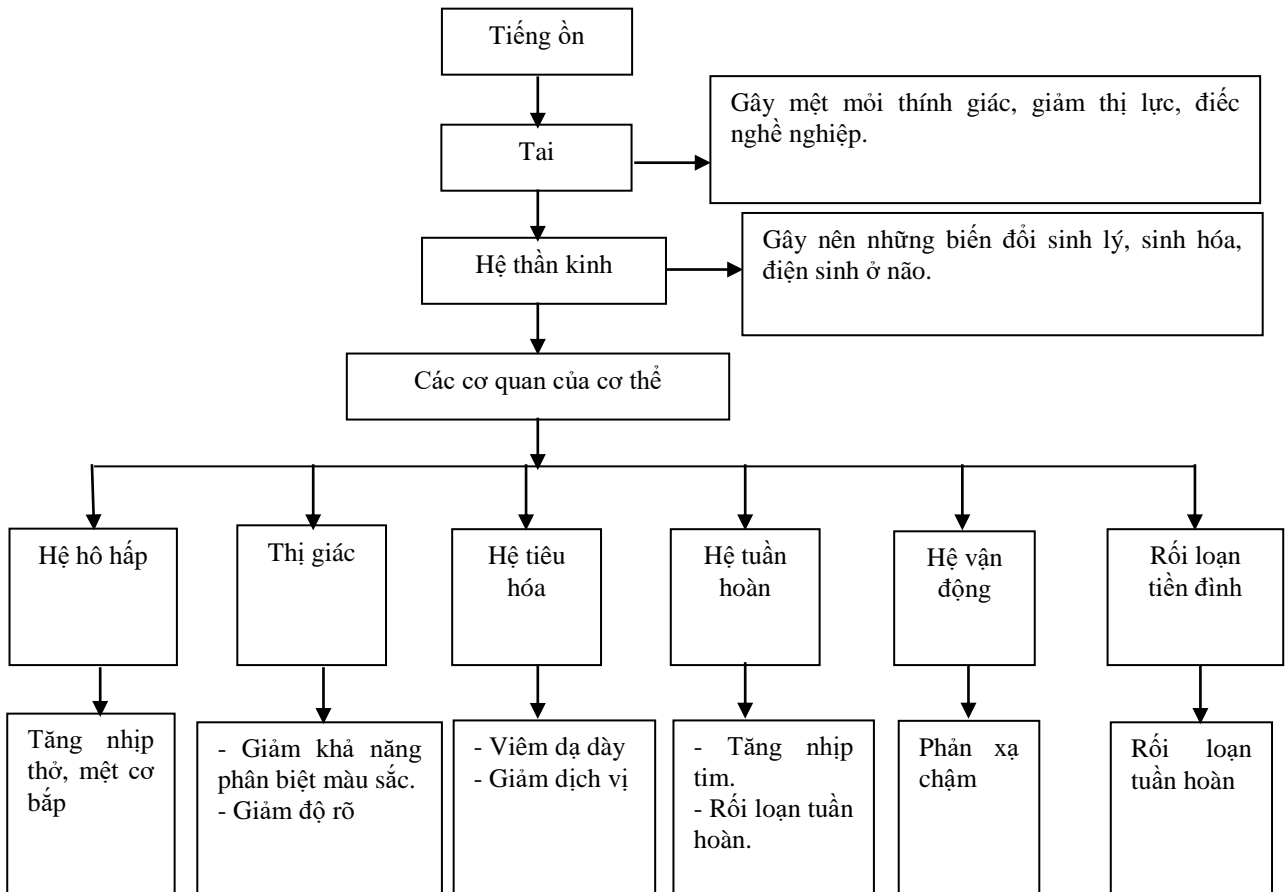 Tiếng ồn
Gây mệt mỏi thính giác, giảm thị lực, điếc
nghề nghiệp.
Tai
Gây nên những biến đổi sinh lý, sinh hóa,
điện sinh ở não.
Hệ thần kinh
Các cơ quan của cơ thể
Hệ hô hấp
Thị giác
Hệ tiêu
hóa
Hệ tuần
hoàn
Hệ vận
động
Rối loạn
tiền đình
Tăng nhịp
thở, mệt cơ
bắp
- Giảm khả năng
phân biệt màu sắc.
- Giảm độ rõ
- Viêm dạ dày
- Giảm dịch vị
- Tăng nhịp
tim.
- Rối loạn tuần
hoàn.
Phản xạ
chậm
Rối loạn
tuần hoàn